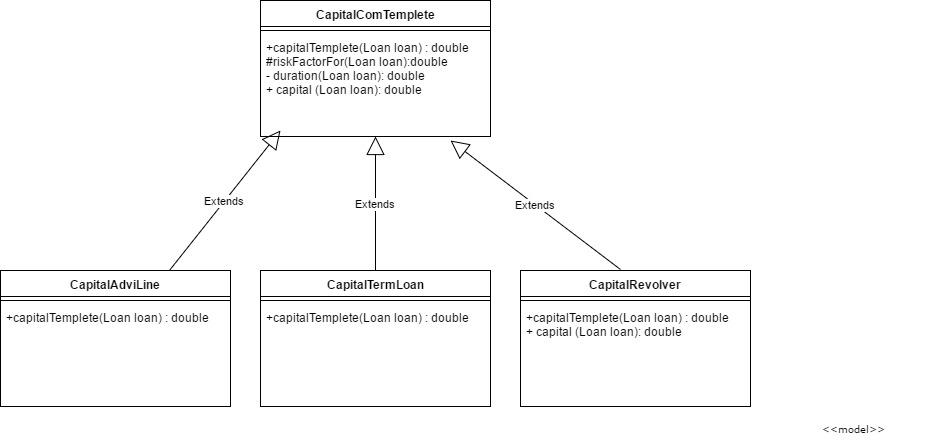 CapitalComTemplete
+capitalTemplete(Loan loan) : double
#riskFactorFor(Loan loan):double
- duration(Loan loan): double
+ capital (Loan loan): double
Extends
Extends
Extends
CapitalAdviLine
+capitalTemplete(Loan loan) : double
CapitalTermLoan
+capitalTemplete(Loan loan) : double
CapitalRevolver
+capitalTemplete(Loan loan) : double
+ capital (Loan loan): double
<<model>>